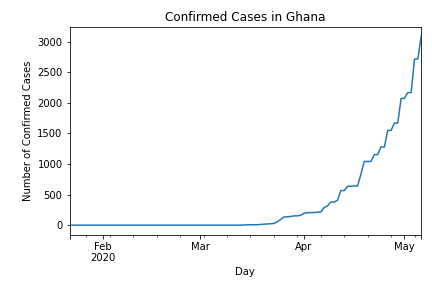 Confirmed Cases in Ghana
Number of Confirmed Cases
3000
2500
2000
1500
1000
500
0
Feb
2020
Mar
Apr
May
Day